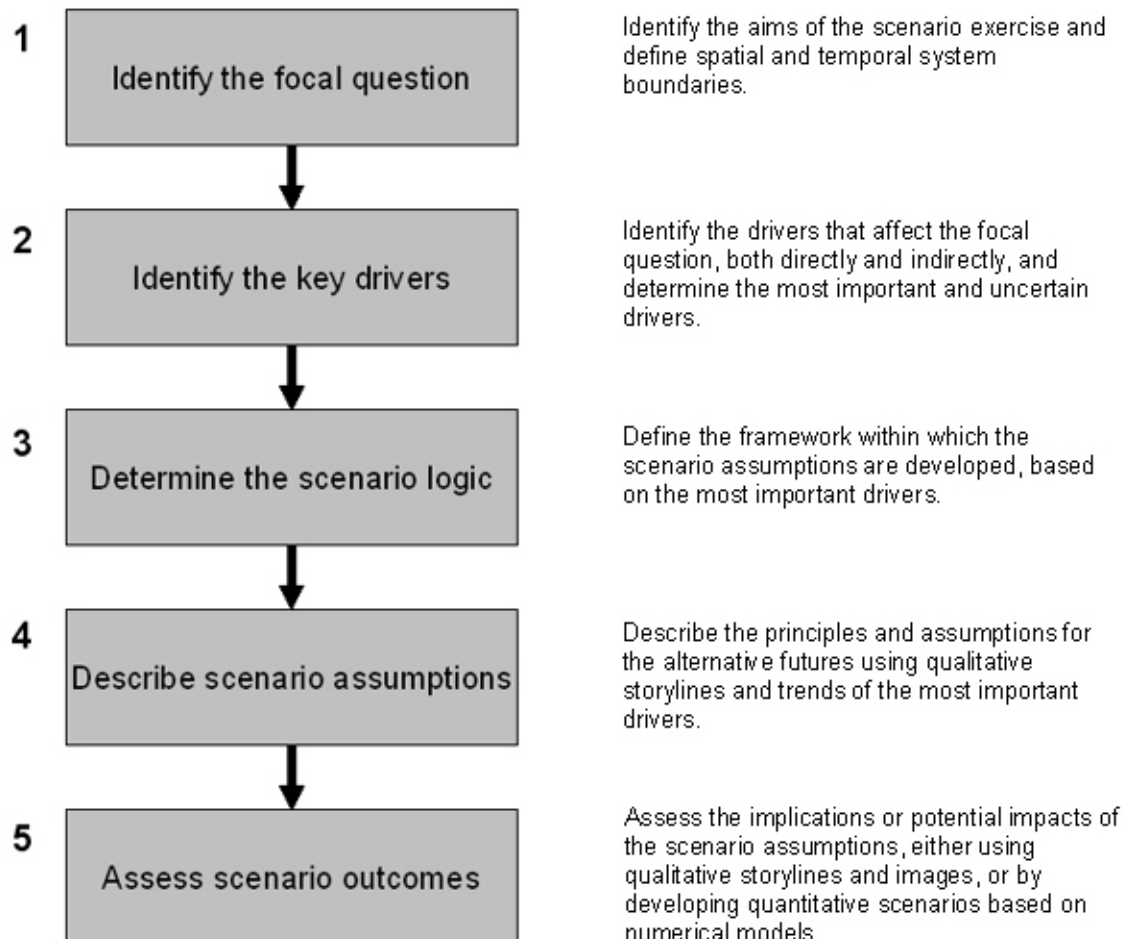 1
Identify the focal question
Identify the aims of the scenario exercise and
define spatial and temporal system
boundaries.
2
Identify the key drivers
Identify the drivers that affect the focal
question, both directly and indirectly, and
determine the most important and uncertain
drivers.
3
Determine the scenario logic
Define the framework within which the
scenario assumptions are developed, based
on the most important drivers.
4
Describe scenario assumptions
Describe the principles and assumptions for
the alternative futures using qualitative
storylines and trends of the most important
drivers.
5
Assess scenario outcomes
Assess the implications or potential impacts of
the scenario assumptions, either using
qualitative storylines and images, or by
developing quantitative scenarios based on
numerical models